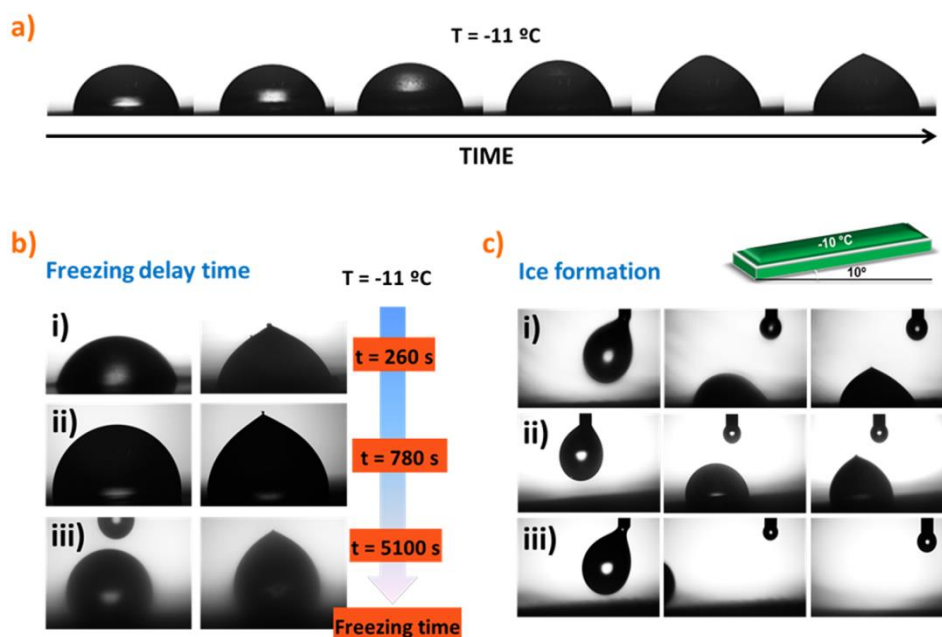 a)
T = -11 ºC
TIME
b)
Freezing delay time
T = -11 ºC
i)
t = 260 s
ii)
t = 780 s
iii)
t = 5100 s
Freezing time
c)
-10 °C
10º
Ice formation
i)
ii)
iii)